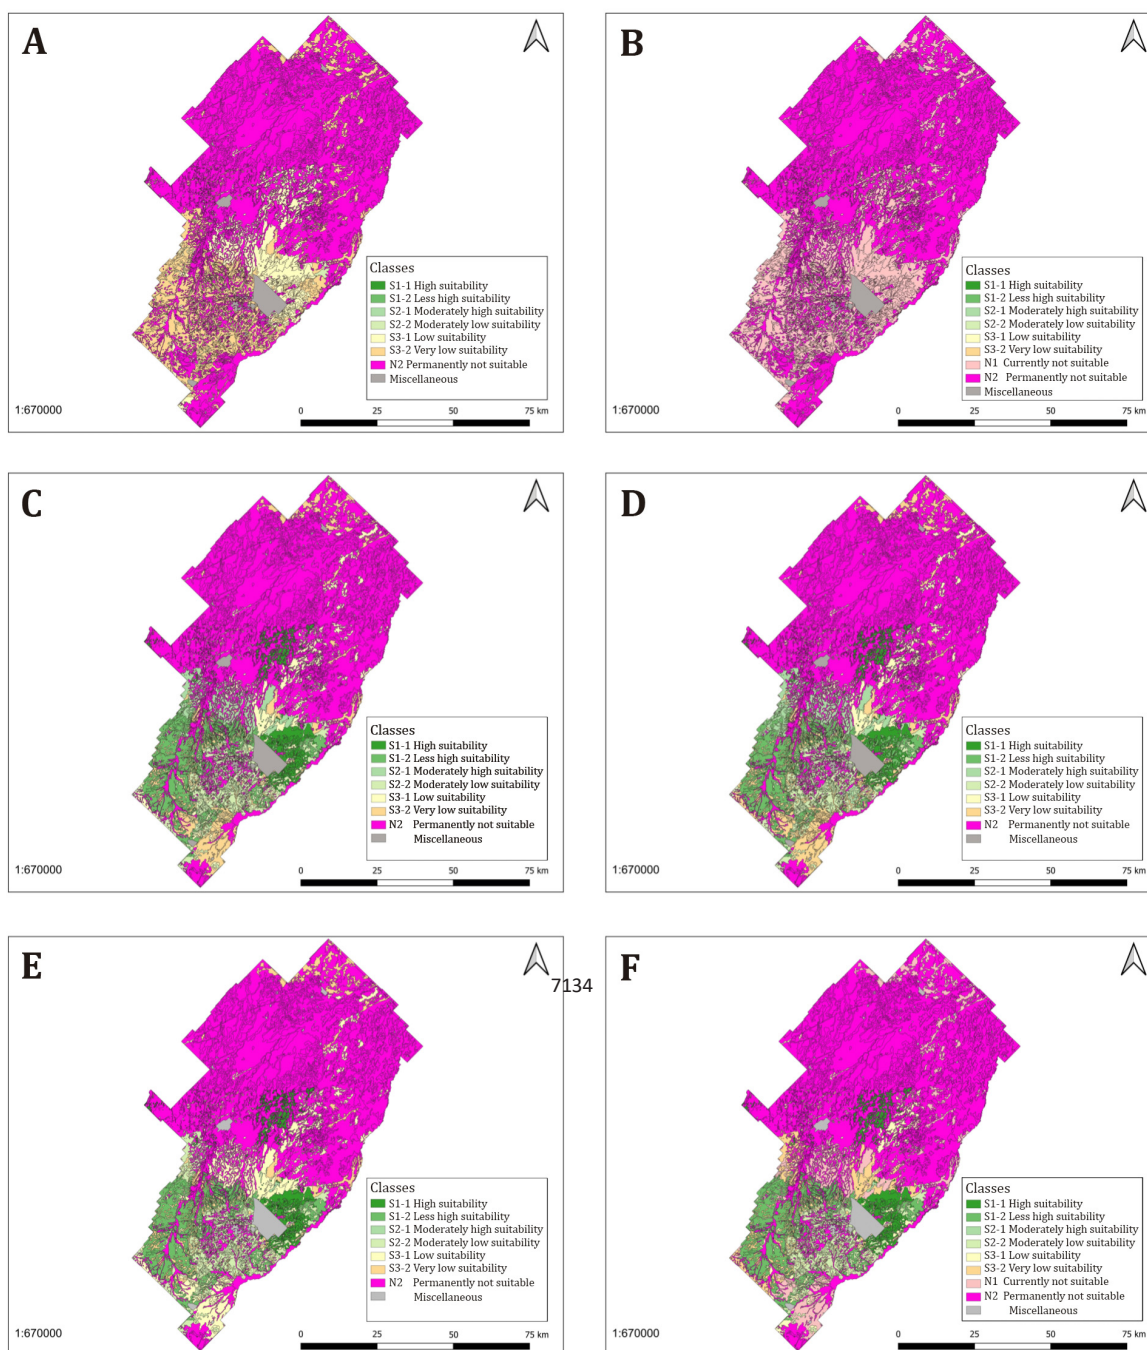 A
Classes
S1-1 High suitability
S1-2 Less high suitability
S2-1 Moderately high suitability
S2-2 Moderately low suitability
S3-1 Low suitability
S3-2 Very low suitability
N2 Permanently not suitable
Miscellaneous
1:670000
0 25 50 75 km
B
Classes
S1-1 High suitability
S1-2 Less high suitability
S2-1 Moderately high suitability
S2-2 Moderately low suitability
S3-1 Low suitability
S3-2 Very low suitability
N1 Currently not suitable
N2 Permanently not suitable
Miscellaneous
1:670000
0 25 50 75 km
C
Classes
S1-1 High suitability
S1-2 Less high suitability
S2-1 Moderately high suitability
S2-2 Moderately low suitability
S3-1 Low suitability
S3-2 Very low suitability
N2 Permanently not suitable
Miscellaneous
1:670000
0 25 50 75 km
D
Classes
S1-1 High suitability
S1-2 Less high suitability
S2-1 Moderately high suitability
S2-2 Moderately low suitability
S3-1 Low suitability
S3-2 Very low suitability
N2 Permanently not suitable
Miscellaneous
1:670000
0 25 50 75 km
E
7134
Classes
S1-1 High suitability
S1-2 Less high suitability
S2-1 Moderately high suitability
S2-2 Moderately low suitability
S3-1 Low suitability
S3-2 Very low suitability
N2 Permanently not suitable
Miscellaneous
1:670000
0 25 50 75 km
F
Classes
S1-1 High suitability
S1-2 Less high suitability
S2-1 Moderately high suitability
S2-2 Moderately low suitability
S3-1 Low suitability
S3-2 Very low suitability
N1 Currently not suitable
N2 Permanently not suitable
Miscellaneous
1:670000
0 25 50 75 km